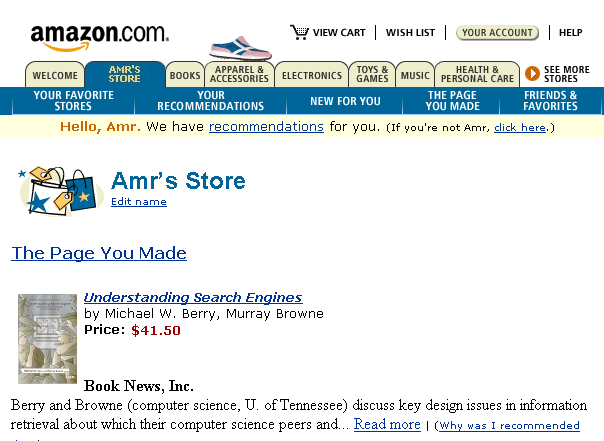 amazon.com.
VIEW CART | WISH LIST | YOUR ACCOUNT | HELP
WELCOME
AMR'S
STORE
BOOKS
APPAREL &
ACCESSORIES
ELECTRONICS
TOYS &
GAMES
MUSIC
HEALTH &
PERSONAL CARE
SEE MORE
STORES
YOUR FAVORITE
STORES
YOUR
RECOMMENDATIONS
NEW FOR YOU
THE PAGE
YOU MADE
FRIENDS &
FAVORITES
Hello, Amr. We have recommendations for you. (If you're not Amr, click here.)
Amr's Store
Edit name
The Page You Made
Understanding Search Engines
by Michael W. Berry, Murray Browne
Price: $41.50
Book News, Inc.
Berry and Browne (computer science, U. of Tennessee) discuss key design issues in information
retrieval about which their computer science peers and... Read more | (Why was I recommended